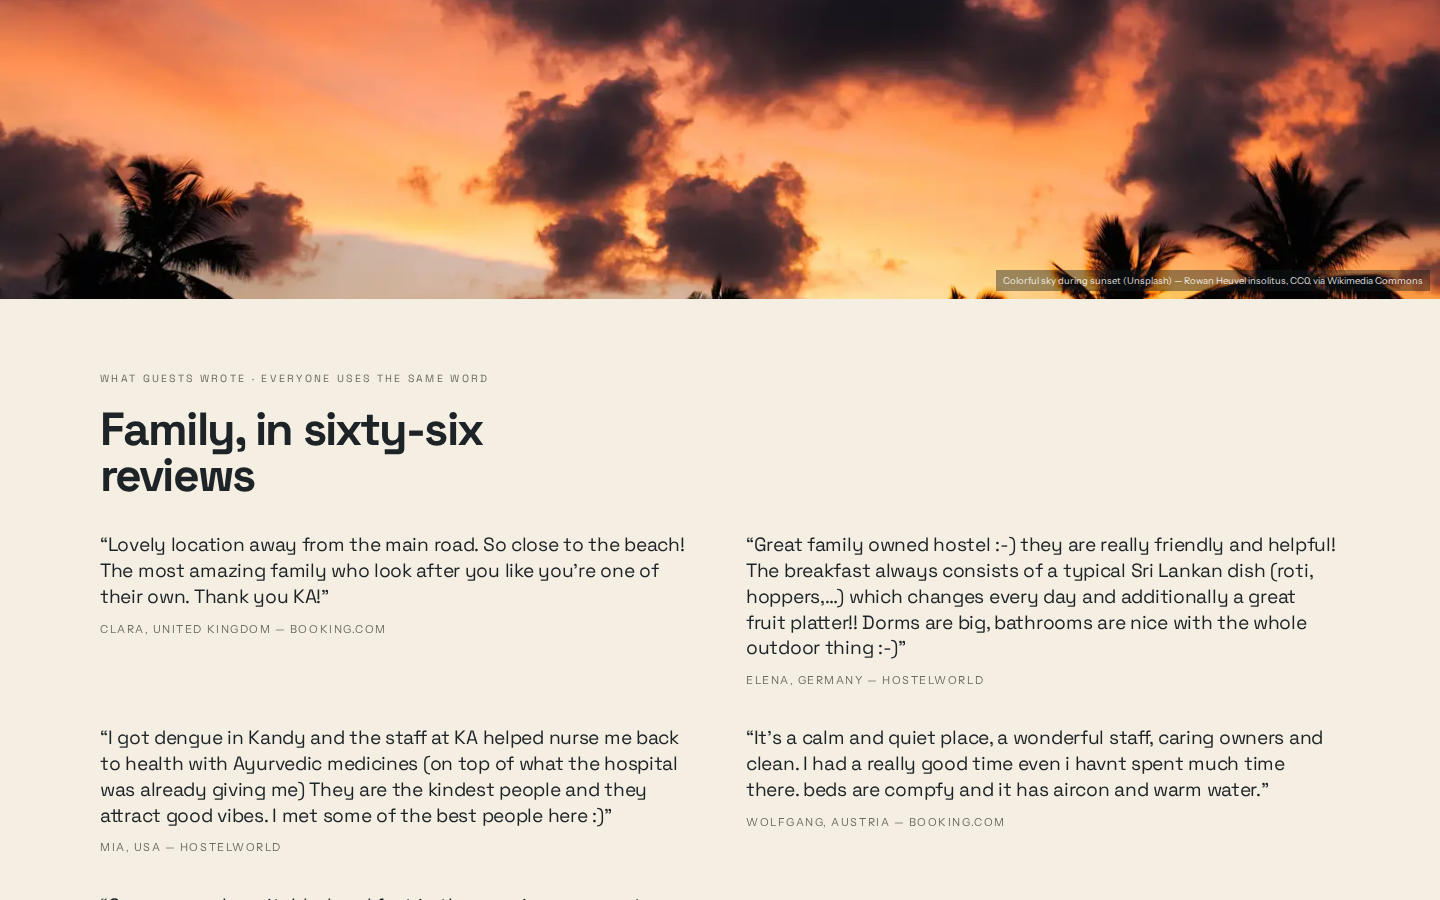 Colorful sky during sunset (Unsplash) — Rowan Heuvel insolitus, CC0, via Wikimedia Commons
WHAT GUESTS WROTE · EVERYONE USES THE SAME WORD
Family, in sixty-six
reviews
“Lovely location away from the main road. So close to the beach!
The most amazing family who look after you like you’re one of
their own. Thank you KA!”
CLARA, UNITED KINGDOM — BOOKING.COM
“Great family owned hostel :-) they are really friendly and helpful!
The breakfast always consists of a typical Sri Lankan dish (roti,
hoppers,...) which changes every day and additionally a great
fruit platter!! Dorms are big, bathrooms are nice with the whole
outdoor thing :-)”
ELENA, GERMANY — HOSTELWORLD
“I got dengue in Kandy and the staff at KA helped nurse me back
to health with Ayurvedic medicines (on top of what the hospital
was already giving me) They are the kindest people and they
attract good vibes. I met some of the best people here :)”
MIA, USA — HOSTELWORLD
“It’s a calm and quiet place, a wonderful staff, caring owners and
clean. I had a really good time even i havnt spent much time
there. beds are compfy and it has aircon and warm water.”
WOLFGANG, AUSTRIA — BOOKING.COM